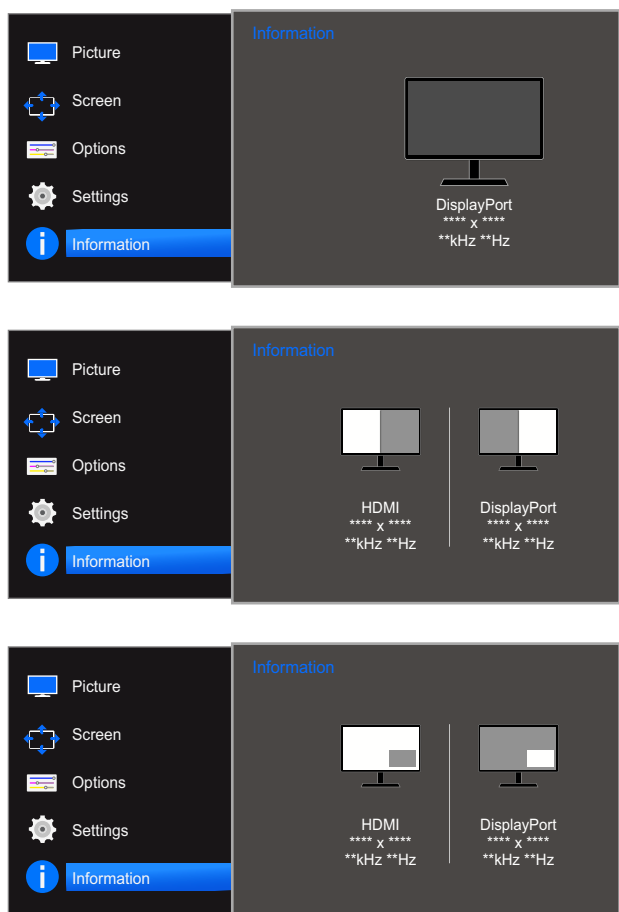 Picture
Screen
Options
Settings
Information
Information
DisplayPort
**** x ****
**kHz **Hz
Picture
Screen
Options
Settings
Information
Information
HDMI
**** x ****
**kHz **Hz
DisplayPort
**** x ****
**kHz **Hz
Picture
Screen
Options
Settings
Information
Information
HDMI
**** x ****
**kHz **Hz
DisplayPort
**** x ****
**kHz **Hz